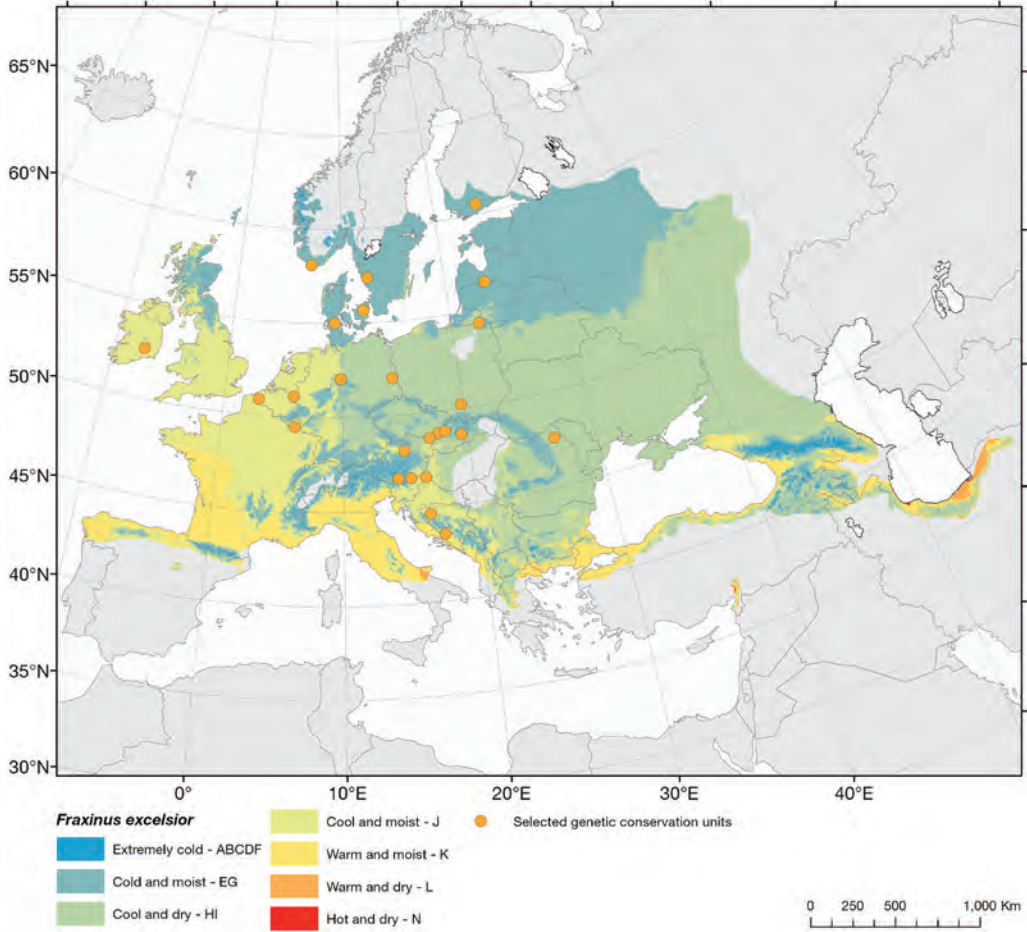 65°N
60°N
55°N
50°N
45°N
40°N
35°N
30°N
0° 10°E 20°E 30°E 40°E
Fraxinus excelsior
Extremely cold - ABCDF
Cold and moist - EG
Cool and dry - HI
Cool and moist - J
Warm and moist - K
Warm and dry - L
Hot and dry - N
Selected genetic conservation units
0 250 500 1,000 Km